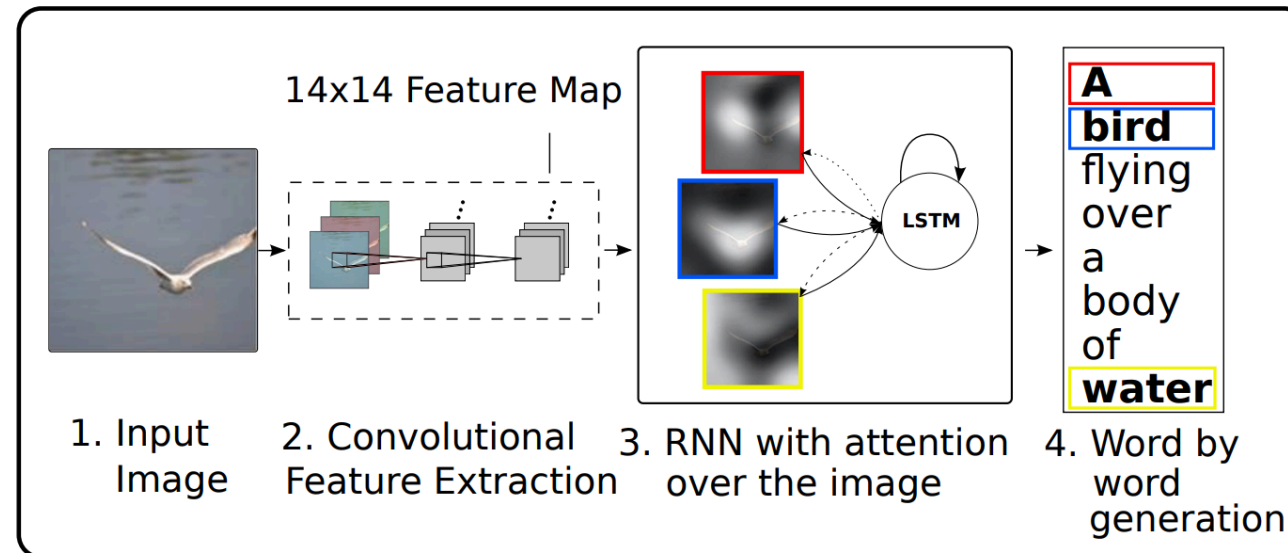 14x14 Feature Map
LSTM
A
bird
flying
over
a
body
of
water
1. Input
Image
2. Convolutional
Feature Extraction
3. RNN with attention
over the image
4. Word by
word
generation